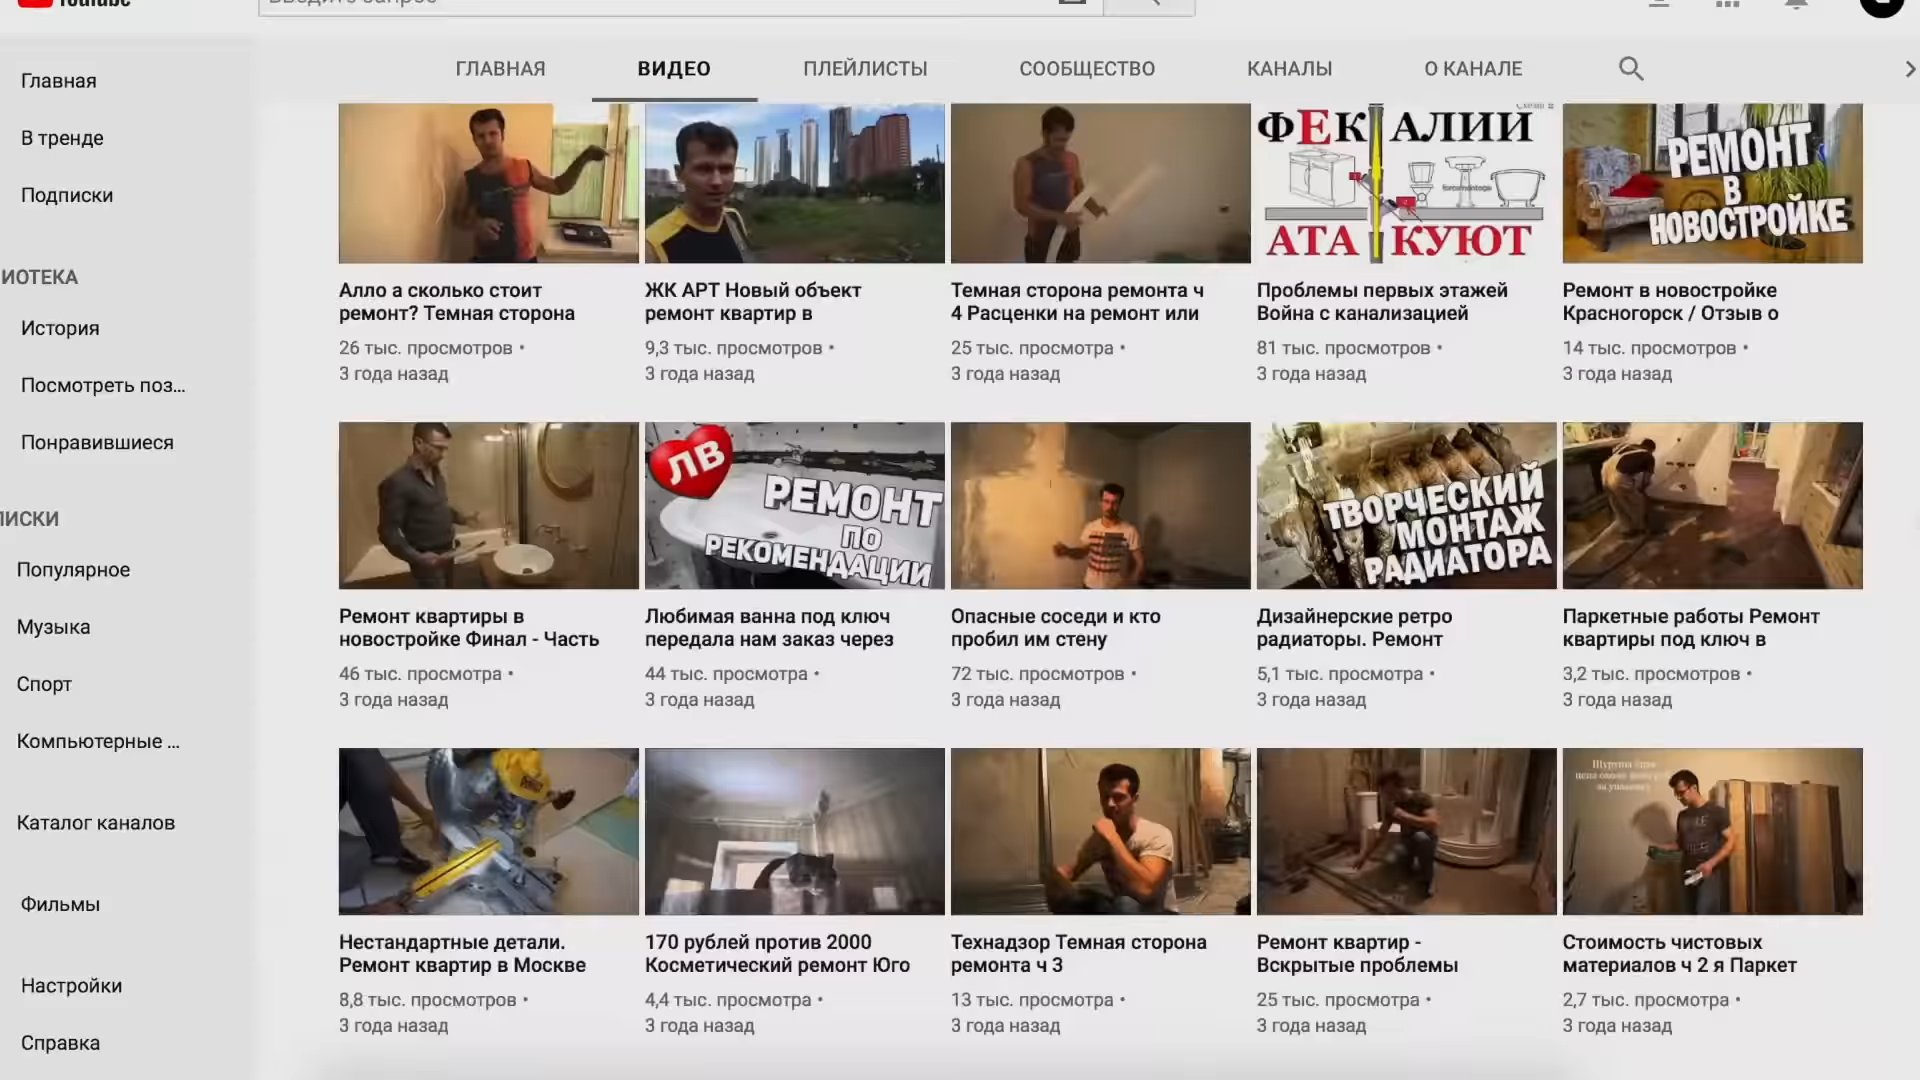 YouTube
Введите запрос
Главная
В тренде
Подписки
ИОТЕКА
История
Посмотреть поз...
Понравившиеся
ПИСКИ
Популярное
Музыка
Спорт
Компьютерные ...
Каталог каналов
Фильмы
Настройки
Справка
ГЛАВНАЯ ВИДЕО ПЛЕЙЛИСТЫ СООБЩЕСТВО КАНАЛЫ О КАНАЛЕ
ФЕК АЛИИ
АТА КУЮТ
РЕМОНТ
В
НОВОСТРОЙКЕ
Алло а сколько стоит
ремонт? Темная сторона
26 тыс. просмотров •
3 года назад
ЖК АРТ Новый объект
ремонт квартир в
9,3 тыс. просмотров •
3 года назад
Темная сторона ремонта ч
4 Расценки на ремонт или
25 тыс. просмотра •
3 года назад
Проблемы первых этажей
Война с канализацией
81 тыс. просмотров •
3 года назад
Ремонт в новостройке
Красногорск / Отзыв о
14 тыс. просмотров •
3 года назад
ЛВ
РЕМОНТ
ПО
РЕКОМЕНДАЦИИ
ТВОРЧЕСКИЙ
МОНТАЖ
РАДИАТОРА
Ремонт квартиры в
новостройке Финал - Часть
46 тыс. просмотра •
3 года назад
Любимая ванна под ключ
передала нам заказ через
44 тыс. просмотра •
3 года назад
Опасные соседи и кто
пробил им стену
72 тыс. просмотров •
3 года назад
Дизайнерские ретро
радиаторы. Ремонт
5,1 тыс. просмотра •
3 года назад
Паркетные работы Ремонт
квартиры под ключ в
3,2 тыс. просмотров •
3 года назад
Нестандартные детали.
Ремонт квартир в Москве
8,8 тыс. просмотров •
3 года назад
170 рублей против 2000
Косметический ремонт Юго
4,4 тыс. просмотра •
3 года назад
Технадзор Темная сторона
ремонта ч 3
13 тыс. просмотра •
3 года назад
Ремонт квартир -
Вскрытые проблемы
25 тыс. просмотра •
3 года назад
Стоимость чистовых
материалов ч 2 я Паркет
2,7 тыс. просмотра •
3 года назад